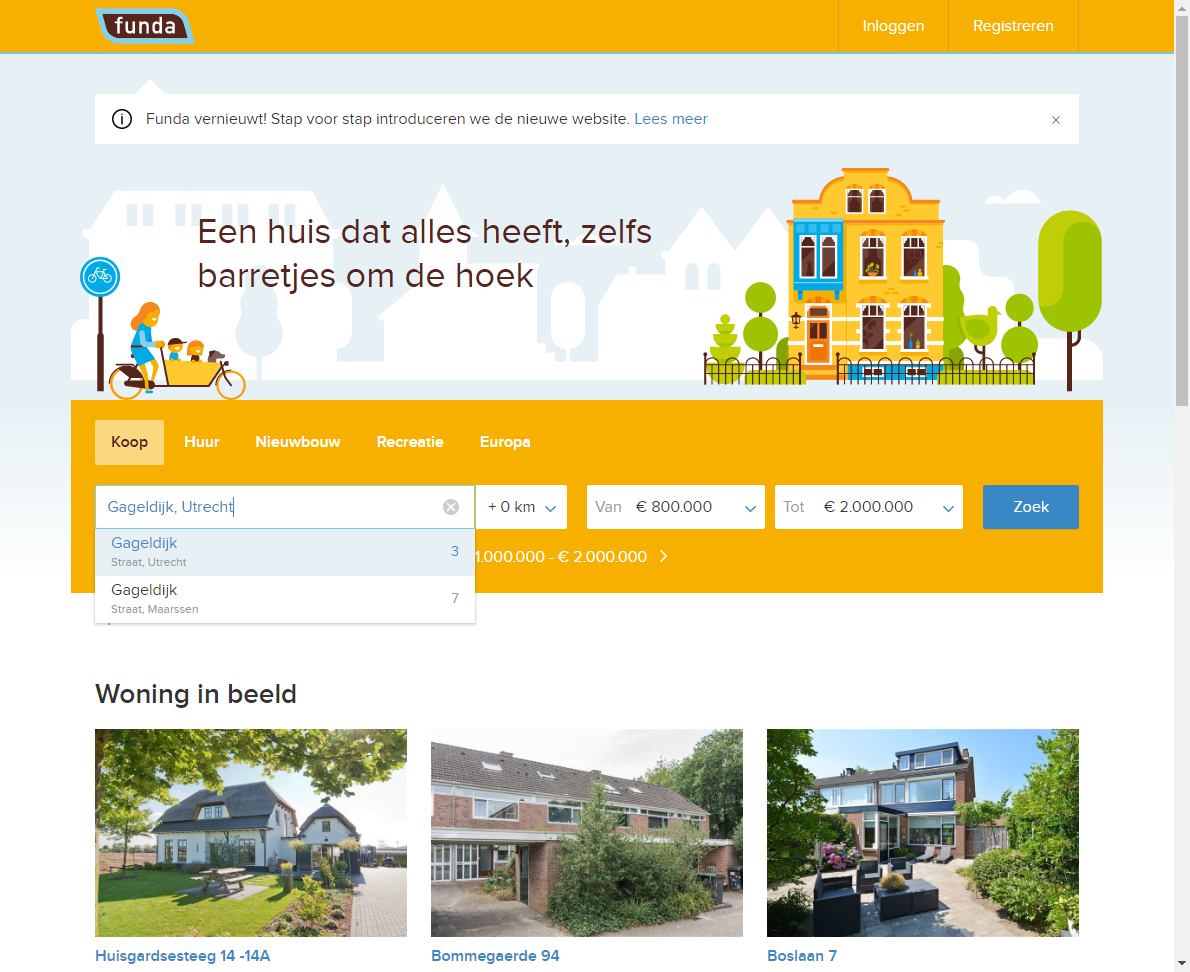 funda
Inloggen
Registreren
Funda vernieuwt! Stap voor stap introduceren we de nieuwe website. Lees meer
Een huis dat alles heeft, zelfs
barretjes om de hoek
Koop
Huur
Nieuwbouw
Recreatie
Europa
Gageldijk, Utrecht
+ 0 km
Van € 800.000
Tot € 2.000.000
Zoek
Gageldijk
Straat, Utrecht
3
1.000.000 - € 2.000.000
Gageldijk
Straat, Maarssen
7
Woning in beeld
Huisgardsesteeg 14 -14A
Bommegaerde 94
Boslaan 7